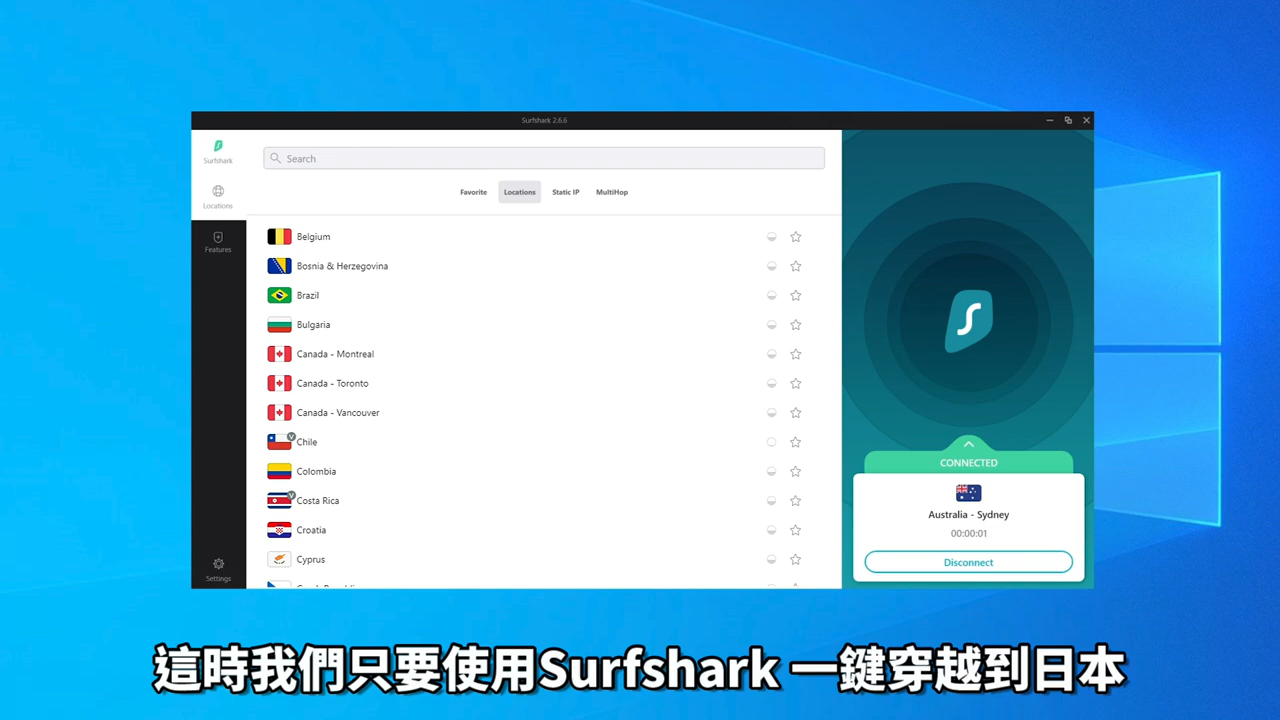 Surfshark 2.6.6
Surfshark
Locations
Features
Settings
Search
Favorite Locations Static IP MultiHop
Belgium
Bosnia & Herzegovina
Brazil
Bulgaria
Canada - Montreal
Canada - Toronto
Canada - Vancouver
V
Chile
Colombia
V
Costa Rica
Croatia
Cyprus
CONNECTED
Australia - Sydney
00:00:01
Disconnect
這時我們只要使用Surfshark 一鍵穿越到日本